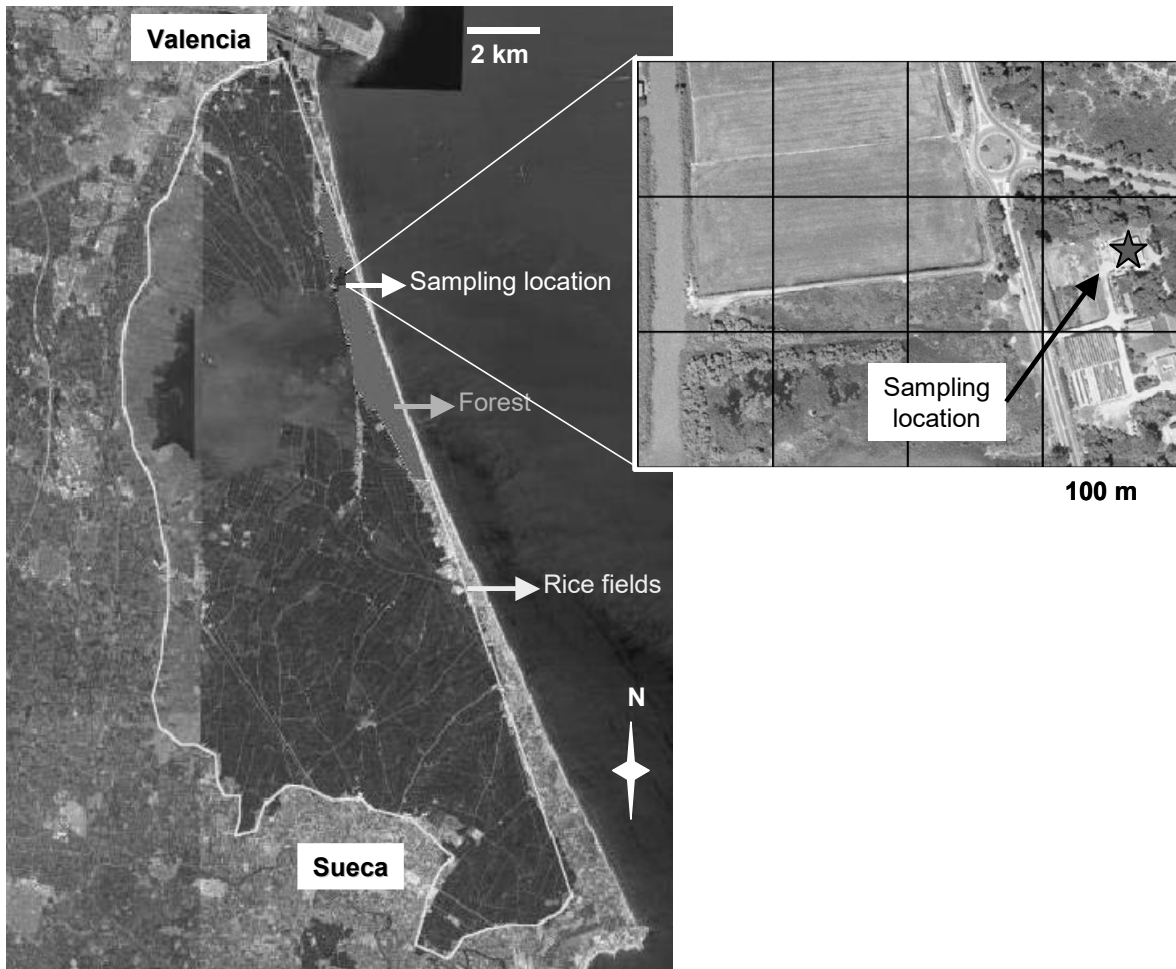 Valencia
2 km
Sampling location
Forest
Rice fields
N
Sueca
Sampling
location
100 m